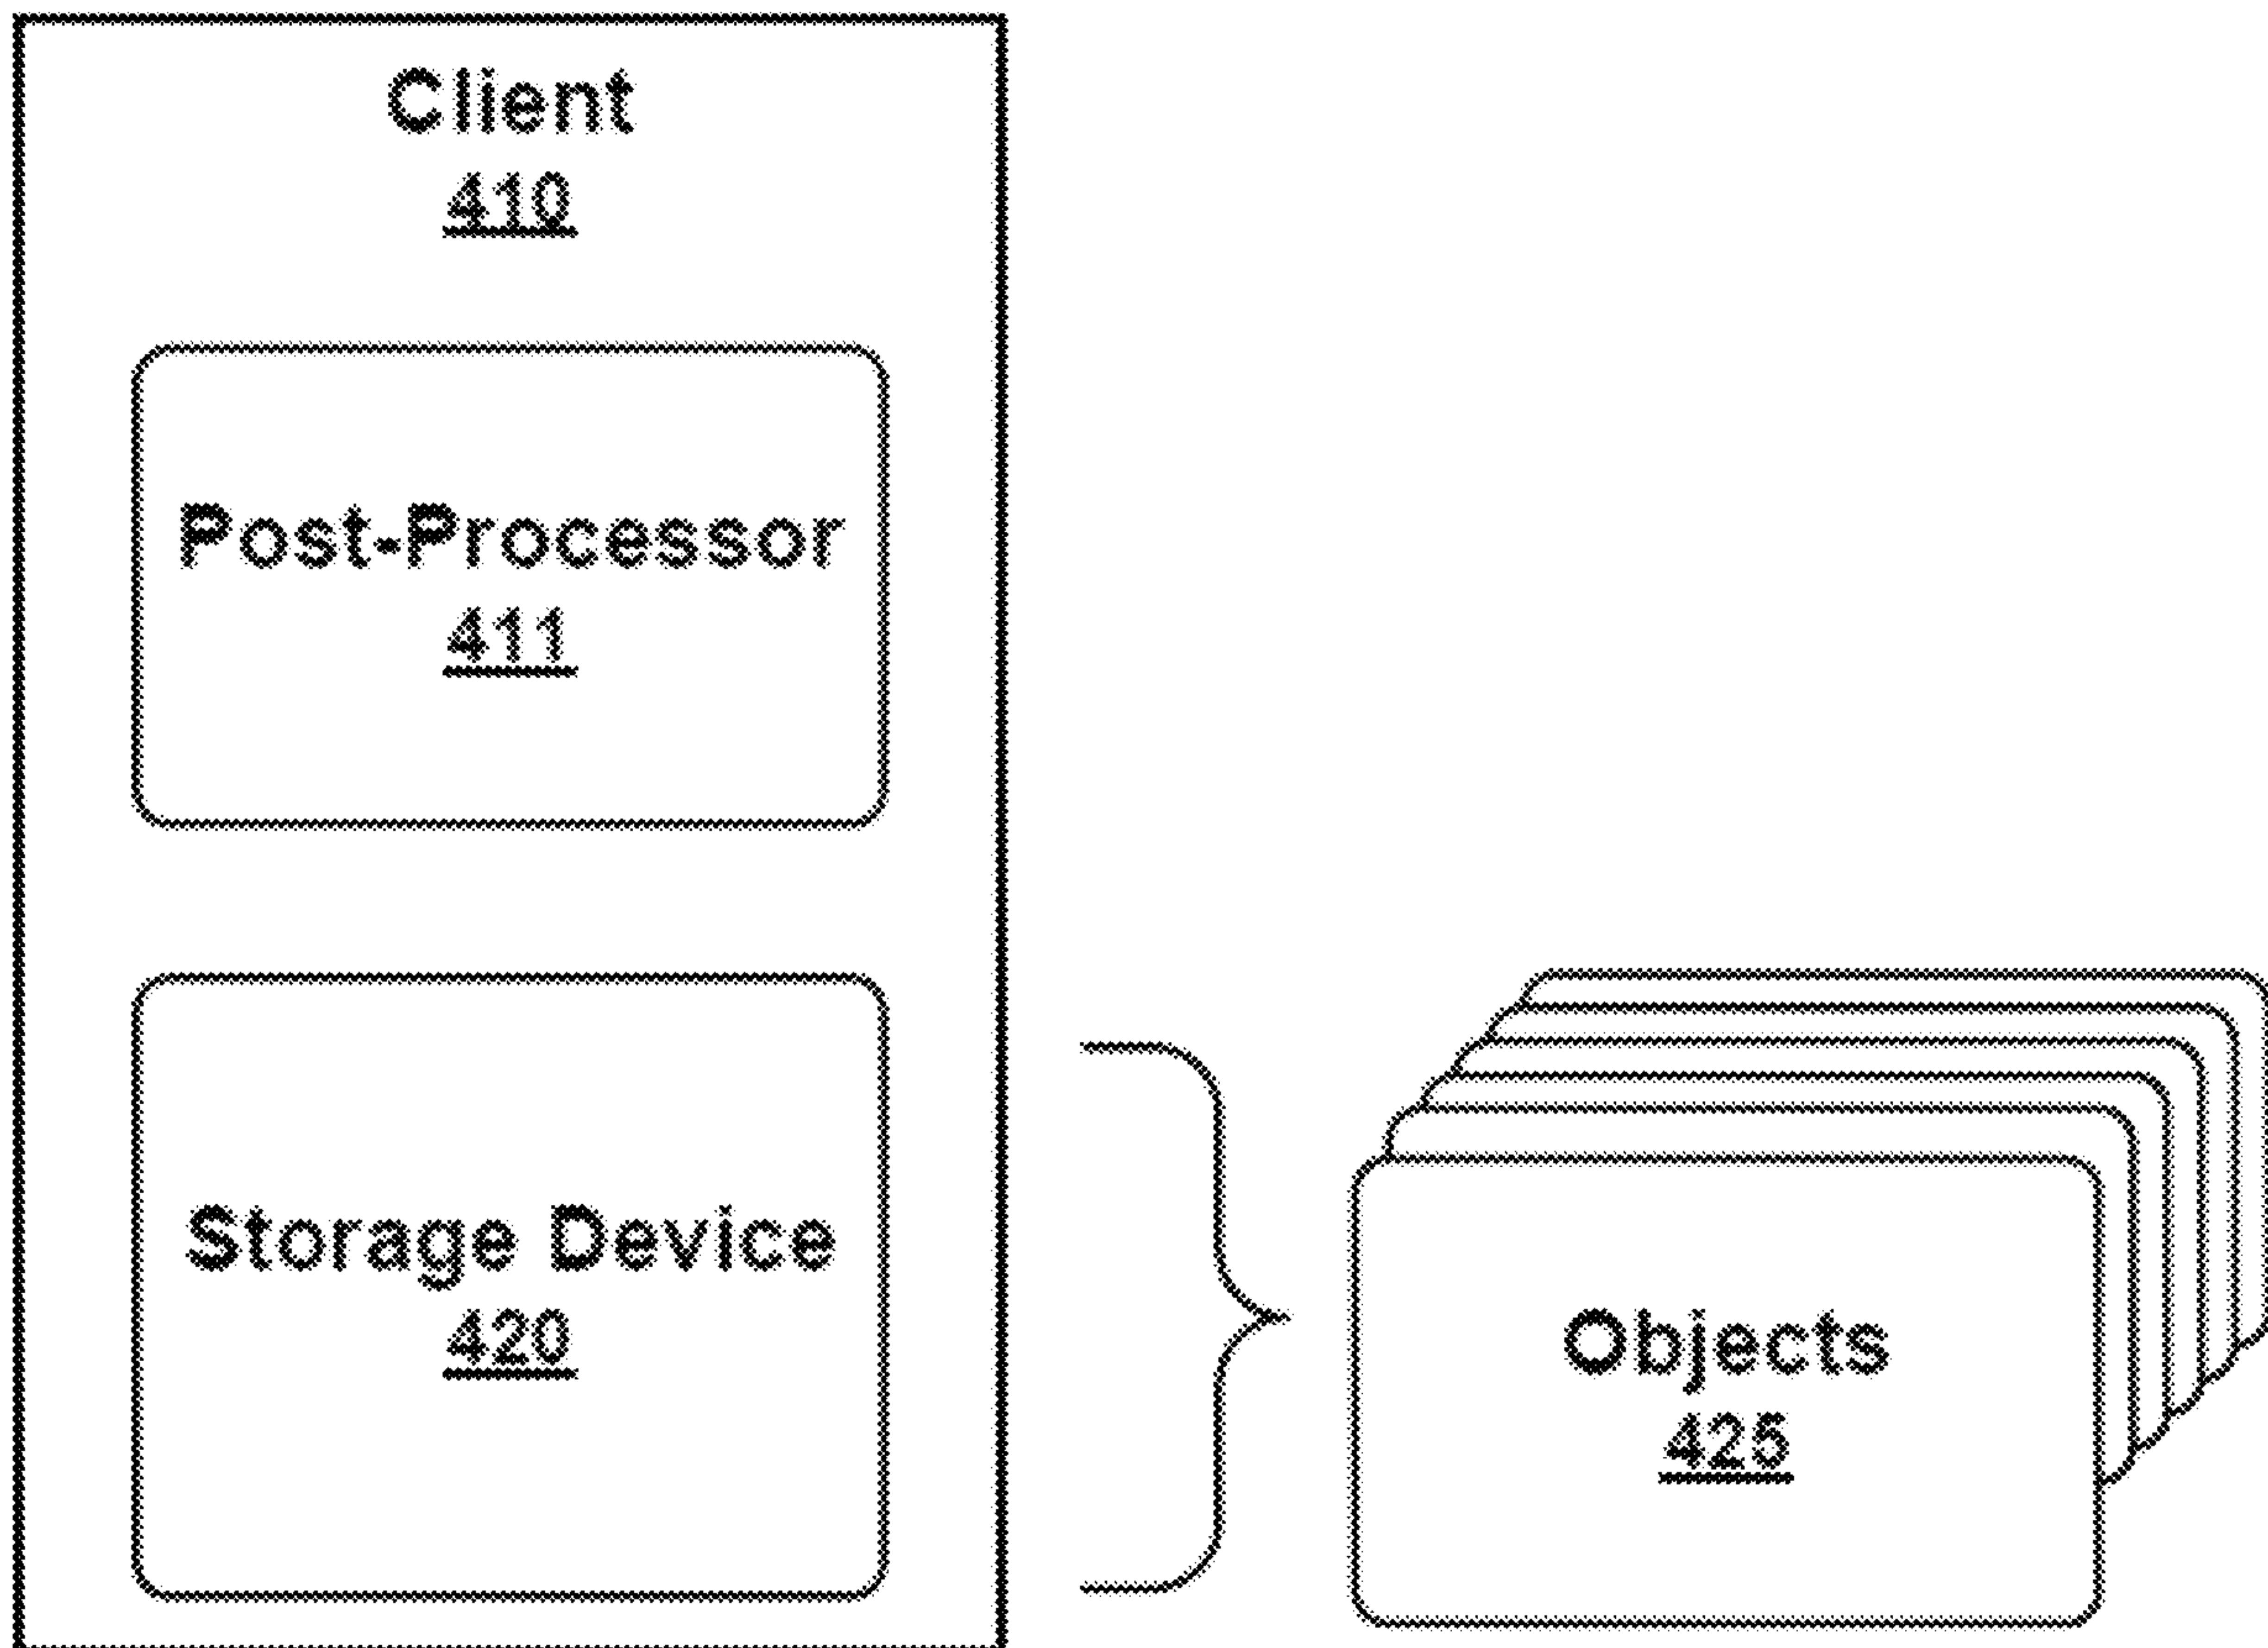 Client
410
Post-Processor
411
Storage Device
420
Objects
425